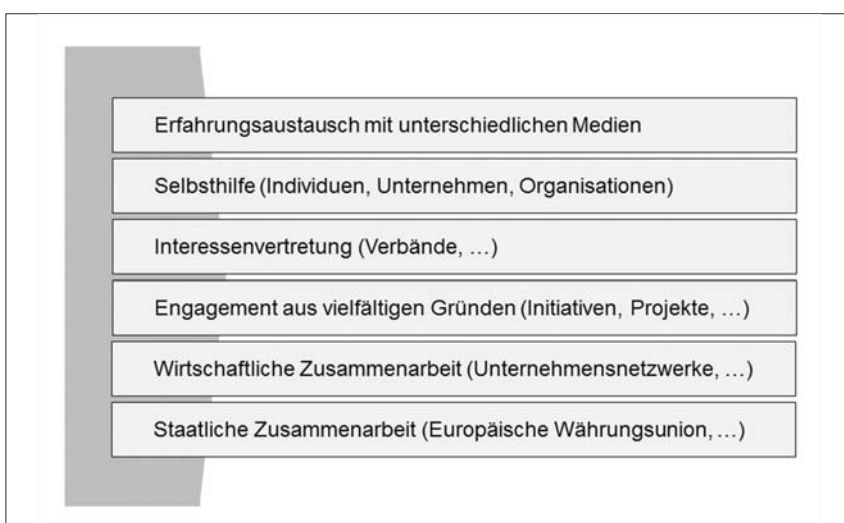 Erfahrungsaustausch mit unterschiedlichen Medien
Selbsthilfe (Individuen, Unternehmen, Organisationen)
Interessenvertretung (Verbände, …)
Engagement aus vielfältigen Gründen (Initiativen, Projekte, …)
Wirtschaftliche Zusammenarbeit (Unternehmensnetzwerke, …)
Staatliche Zusammenarbeit (Europäische Währungsunion, …)